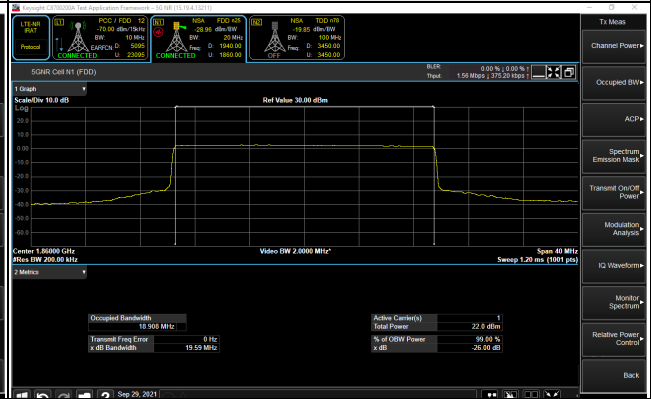 Keysight C8700200A Test Application Framework - 5G NR (15.19.4.13211)
LTE-NR IRAT
Protocol
L1 PCC / FDD 12
-70.00 dBm/15kHz
BW: 10 MHz
EARFCN D: 5095
CONNECTED U: 23095
N1 NSA FDD n25
-28.96 dBm/BW
BW: 20 MHz
Freq: D: 1940.00
CONNECTED U: 1860.00
N2 NSA TDD n78
-19.85 dBm/BW
BW: 100 MHz
Freq: D: 3450.00
OFF U: 3450.00
5GNR Cell N1 (FDD)
BLER: 0.00 % ↓ 0.00 % ↑
Thput: 1.56 Mbps ↓ 375.20 kbps ↑
1 Graph
Scale/Div 10.0 dB
Ref Value 30.00 dBm
Log
20.0
10.0
0.00
-10.0
-20.0
-30.0
-40.0
-50.0
-60.0
Center 1.86000 GHz
Video BW 2.0000 MHz*
Span 40 MHz
#Res BW 200.00 kHz
Sweep 1.20 ms (1001 pts)
2 Metrics
Occupied Bandwidth
18.908 MHz
Transmit Freq Error 0 Hz
x dB Bandwidth 19.59 MHz
Active Carrier(s) 1
Total Power 22.0 dBm
% of OBW Power 99.00 %
x dB -26.00 dB
Sep 29, 2021
Tx Meas
Channel Power
Occupied BW
ACP
Spectrum Emission Mask
Transmit On/Off Power
Modulation Analysis
IQ Waveform
Monitor Spectrum
Relative Power Control
Back